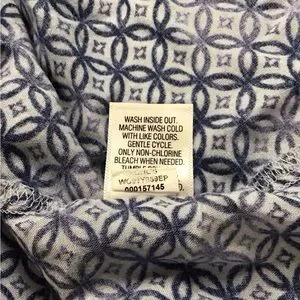 WASH INSIDE OUT.
MACHINE WASH COLD
WITH LIKE COLORS.
GENTLE CYCLE.
ONLY NON-CHLORINE
BLEACH WHEN NEEDED.
000157145